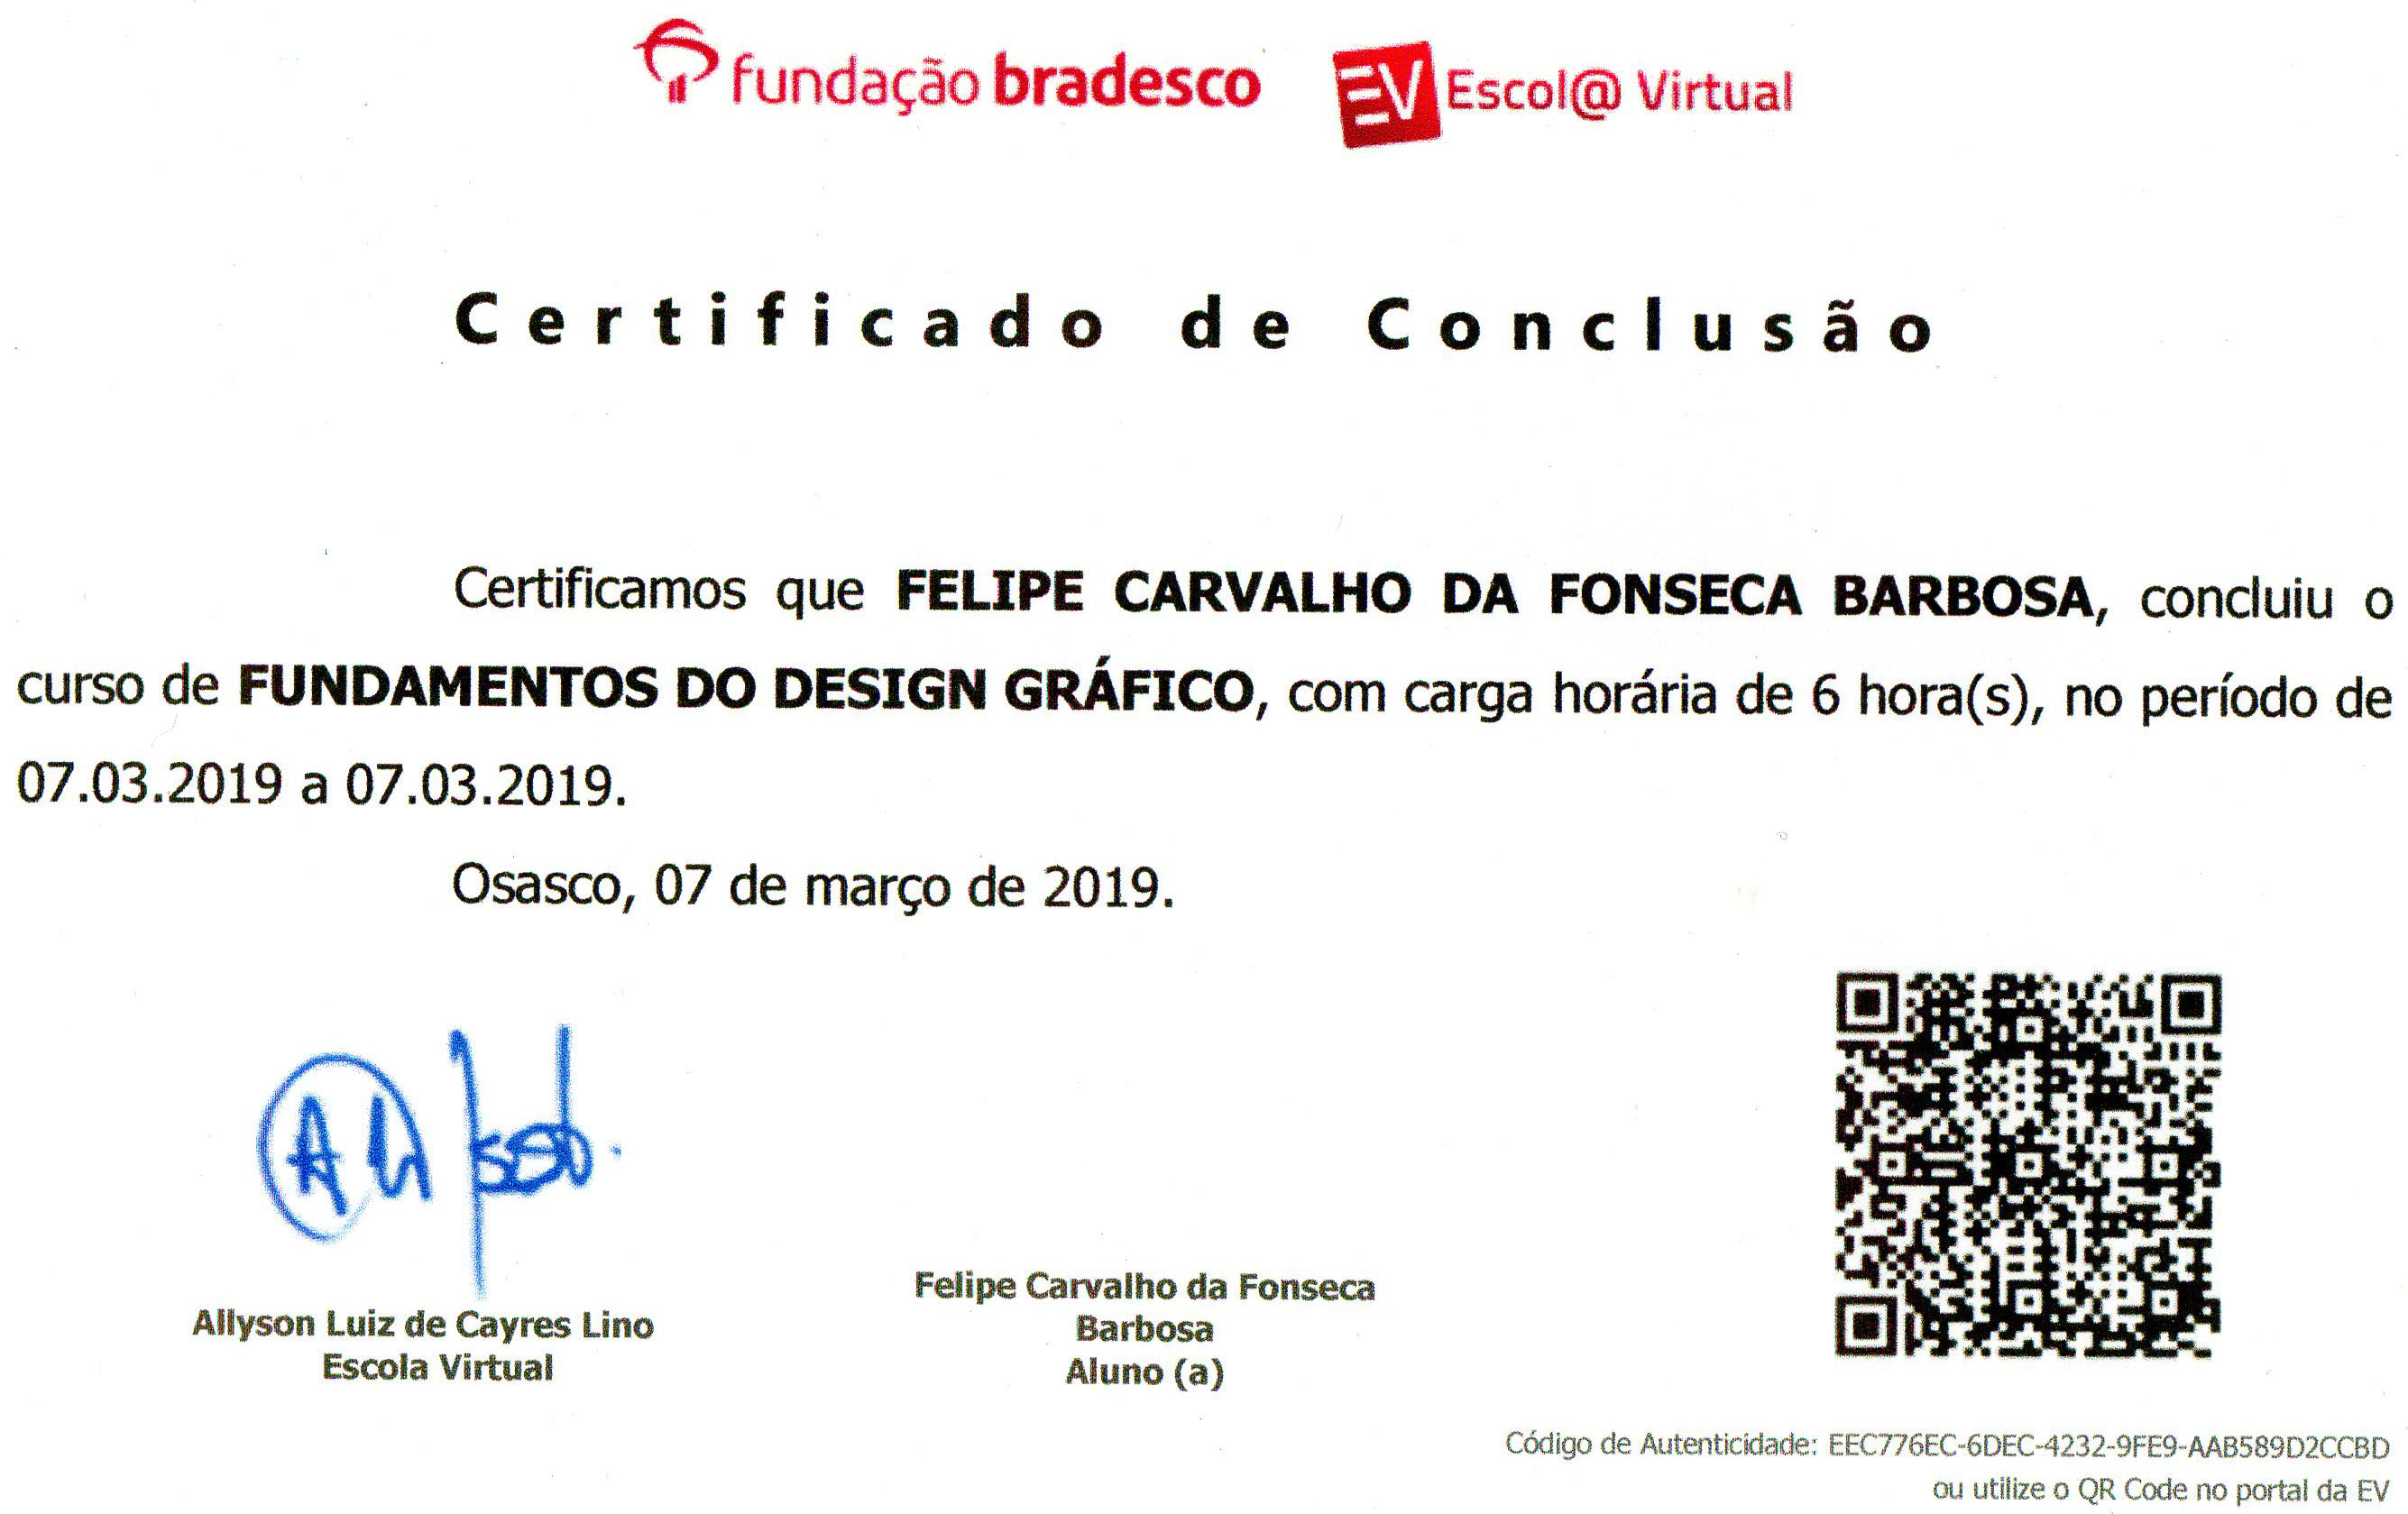 fundação bradesco EV Escol@ Virtual
Certificado de Conclusão
Certificamos que FELIPE CARVALHO DA FONSECA BARBOSA, concluiu o
curso de FUNDAMENTOS DO DESIGN GRÁFICO, com carga horária de 6 hora(s), no período de
07.03.2019 a 07.03.2019.
Osasco, 07 de março de 2019.
Allyson Luiz de Cayres Lino
Escola Virtual
Felipe Carvalho da Fonseca
Barbosa
Aluno (a)
Código de Autenticidade: EEC776EC-6DEC-4232-9FE9-AAB589D2CCBD
ou utilize o QR Code no portal da EV